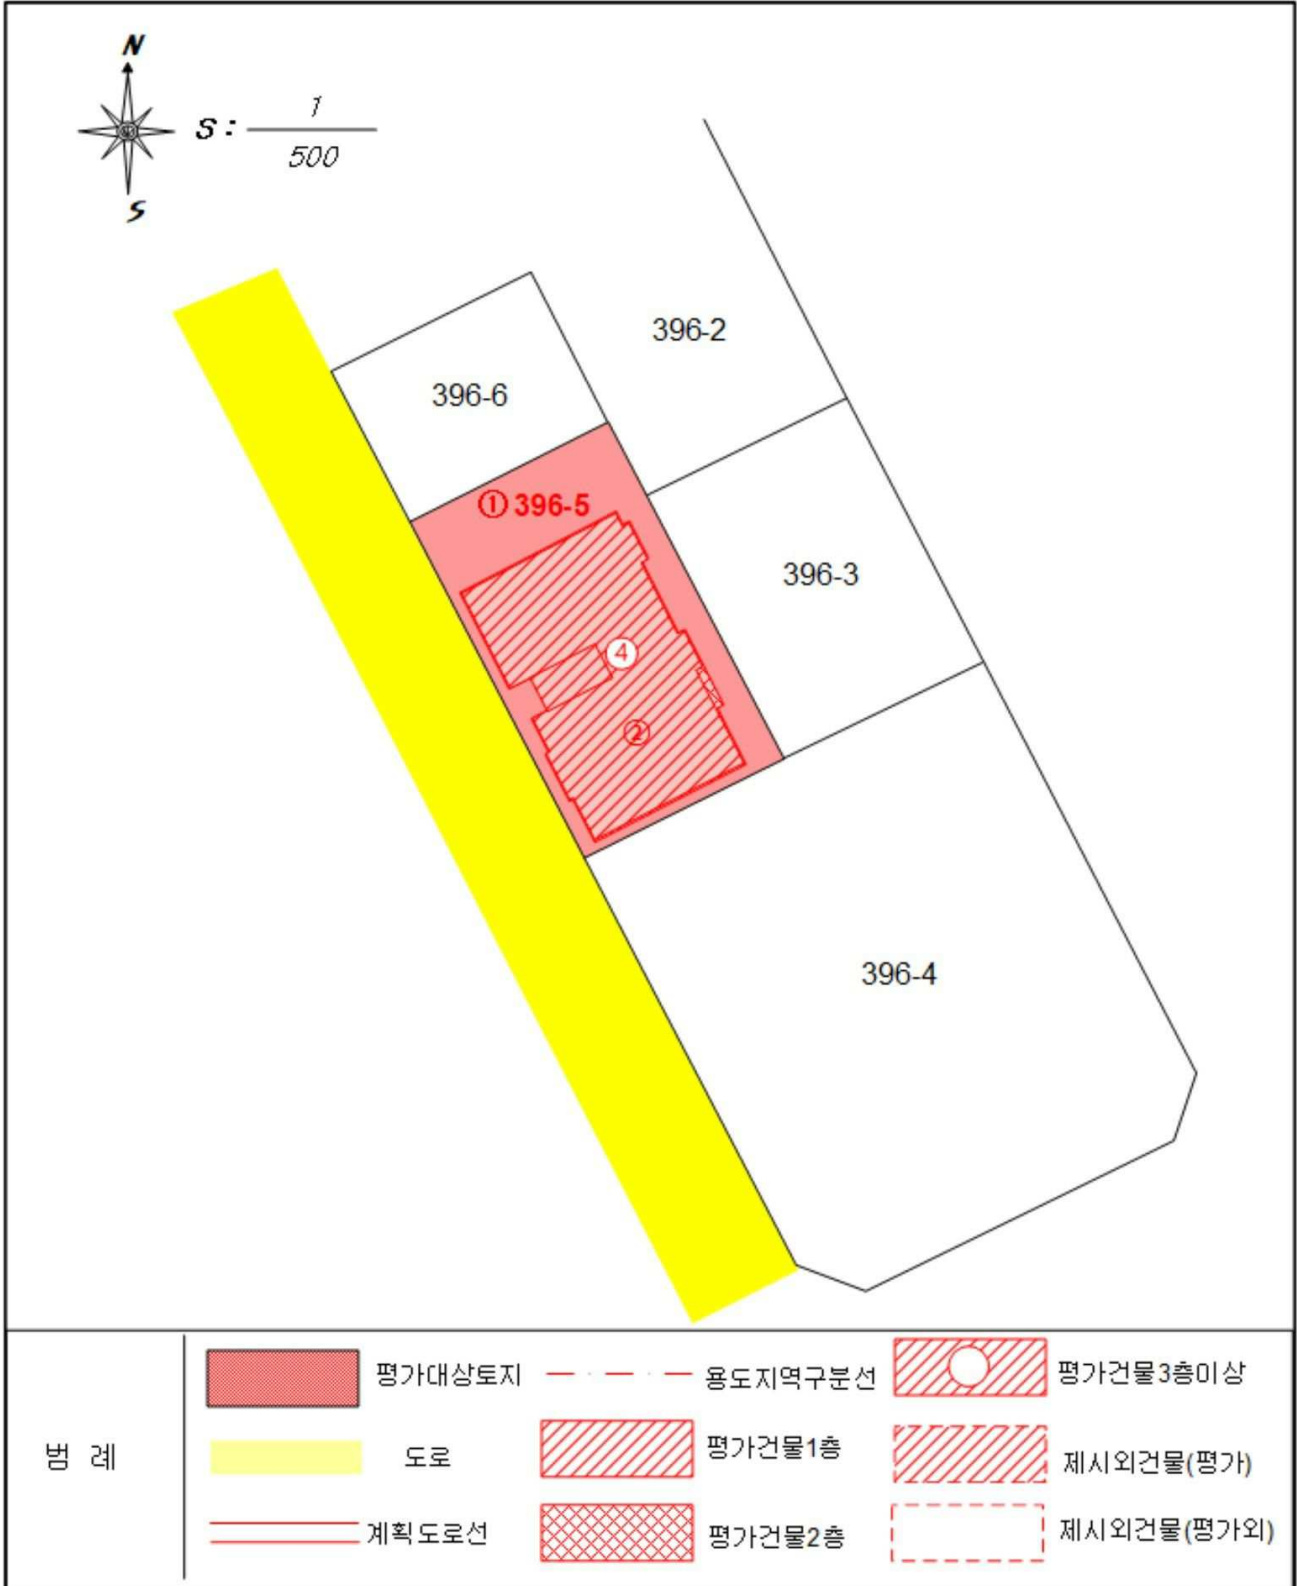 N
S : 1
500
S
396-2
396-6
① 396-5
396-3
4
②
396-4
범 례
평가대상토지
용도지역구분선
평가건물3층이상
도로
평가건물1층
제시외건물(평가)
계획도로선
평가건물2층
제시외건물(평가외)